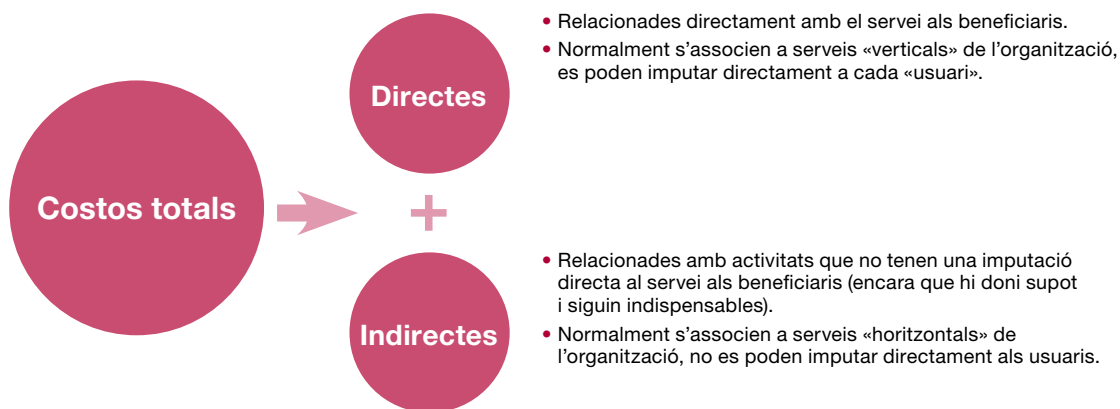 • Relacionades directament amb el servei als beneficiaris.
• Normalment s’associen a serveis «verticals» de l’organització,
es poden imputar directament a cada «usuari».
Directes
Costos totals
+
• Relacionades amb activitats que no tenen una imputació
directa al servei als beneficiaris (encara que hi doni supot
i siguin indispensables).
• Normalment s’associen a serveis «horitzontals» de
l’organització, no es poden imputar directament als usuaris.
Indirectes